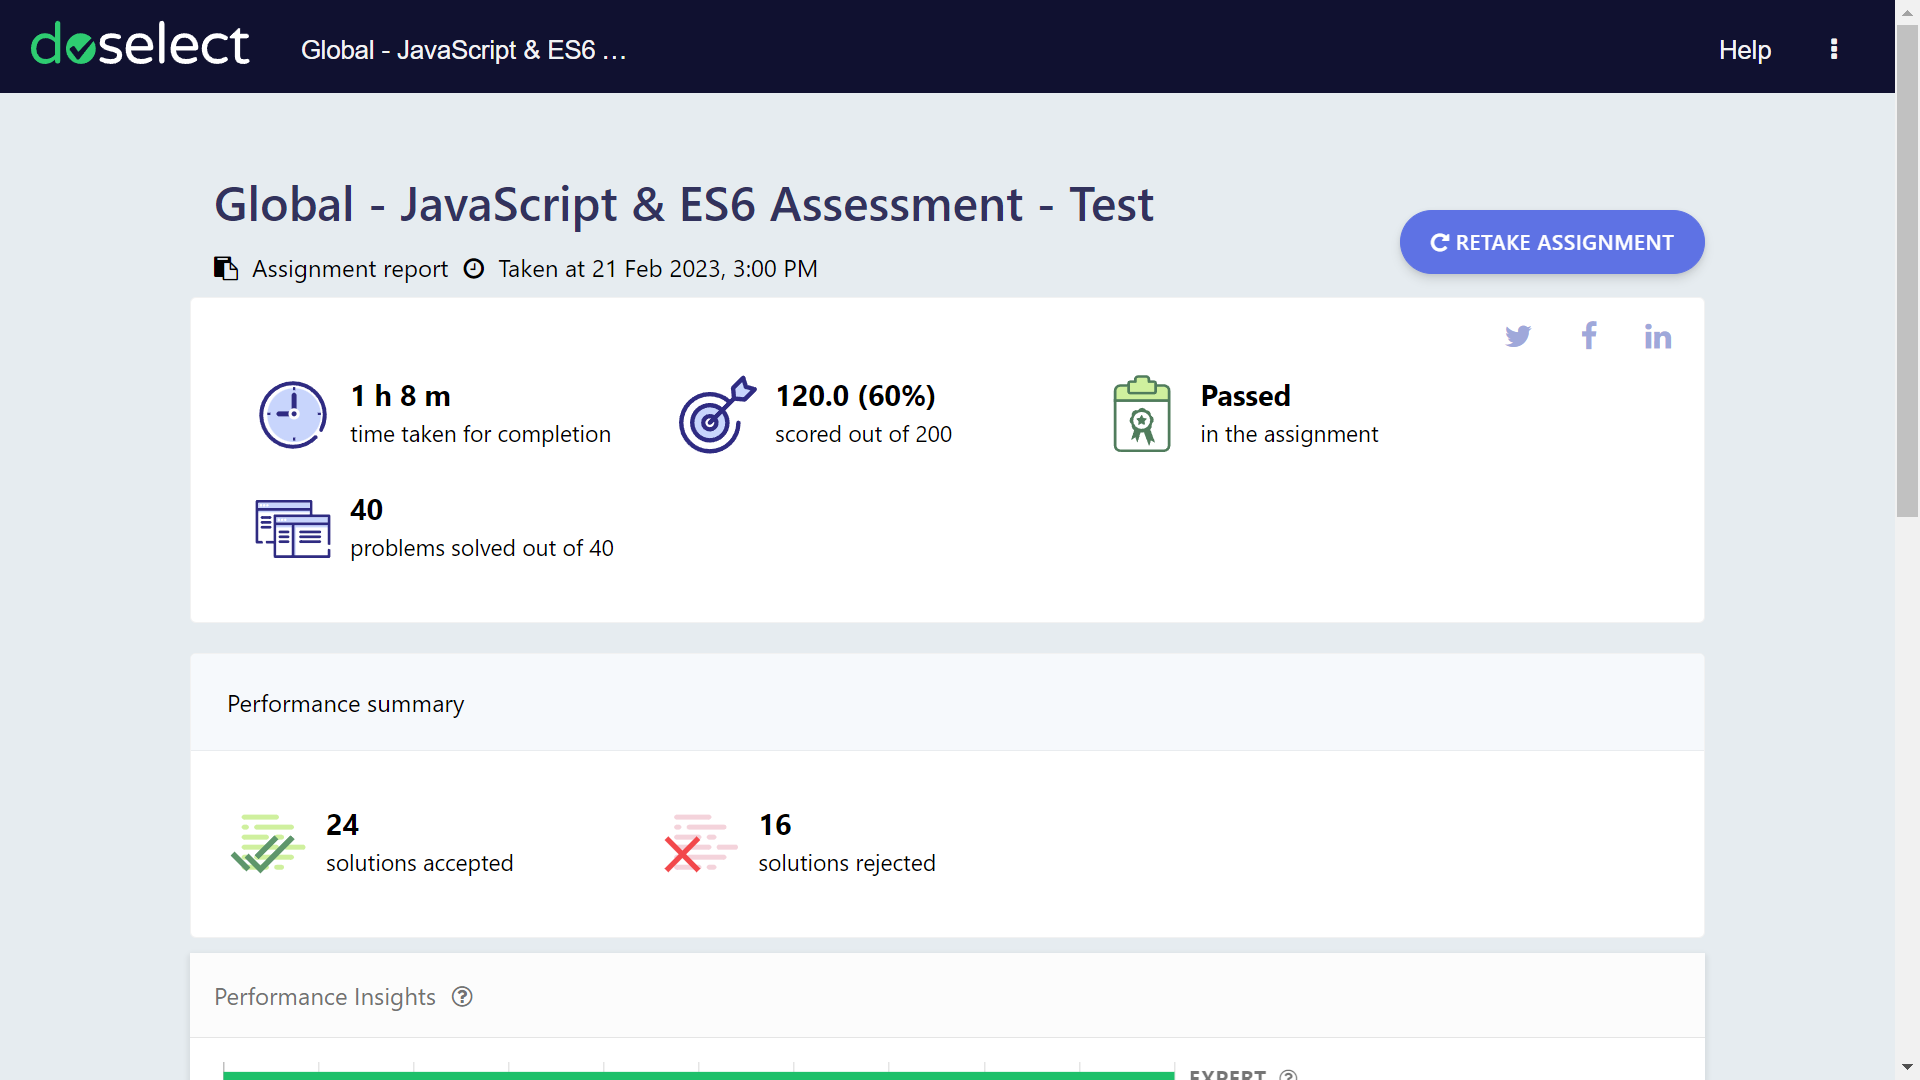 doselect
Global - JavaScript & ES6 ...
Help
Global - JavaScript & ES6 Assessment - Test
Assignment report Taken at 21 Feb 2023, 3:00 PM
RETAKE ASSIGNMENT
1 h 8 m
time taken for completion
120.0 (60%)
scored out of 200
Passed
in the assignment
40
problems solved out of 40
Performance summary
24
solutions accepted
16
solutions rejected
Performance Insights
EXPERT